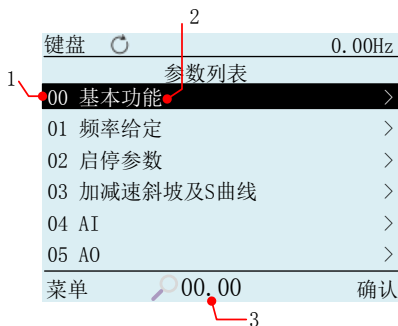 2
键盘 0.00Hz
1
参数列表
00 基本功能 >
01 频率给定 >
02 启停参数 >
03 加减速斜坡及S曲线 >
04 AI >
05 AO >
菜单 00.00 确认
3